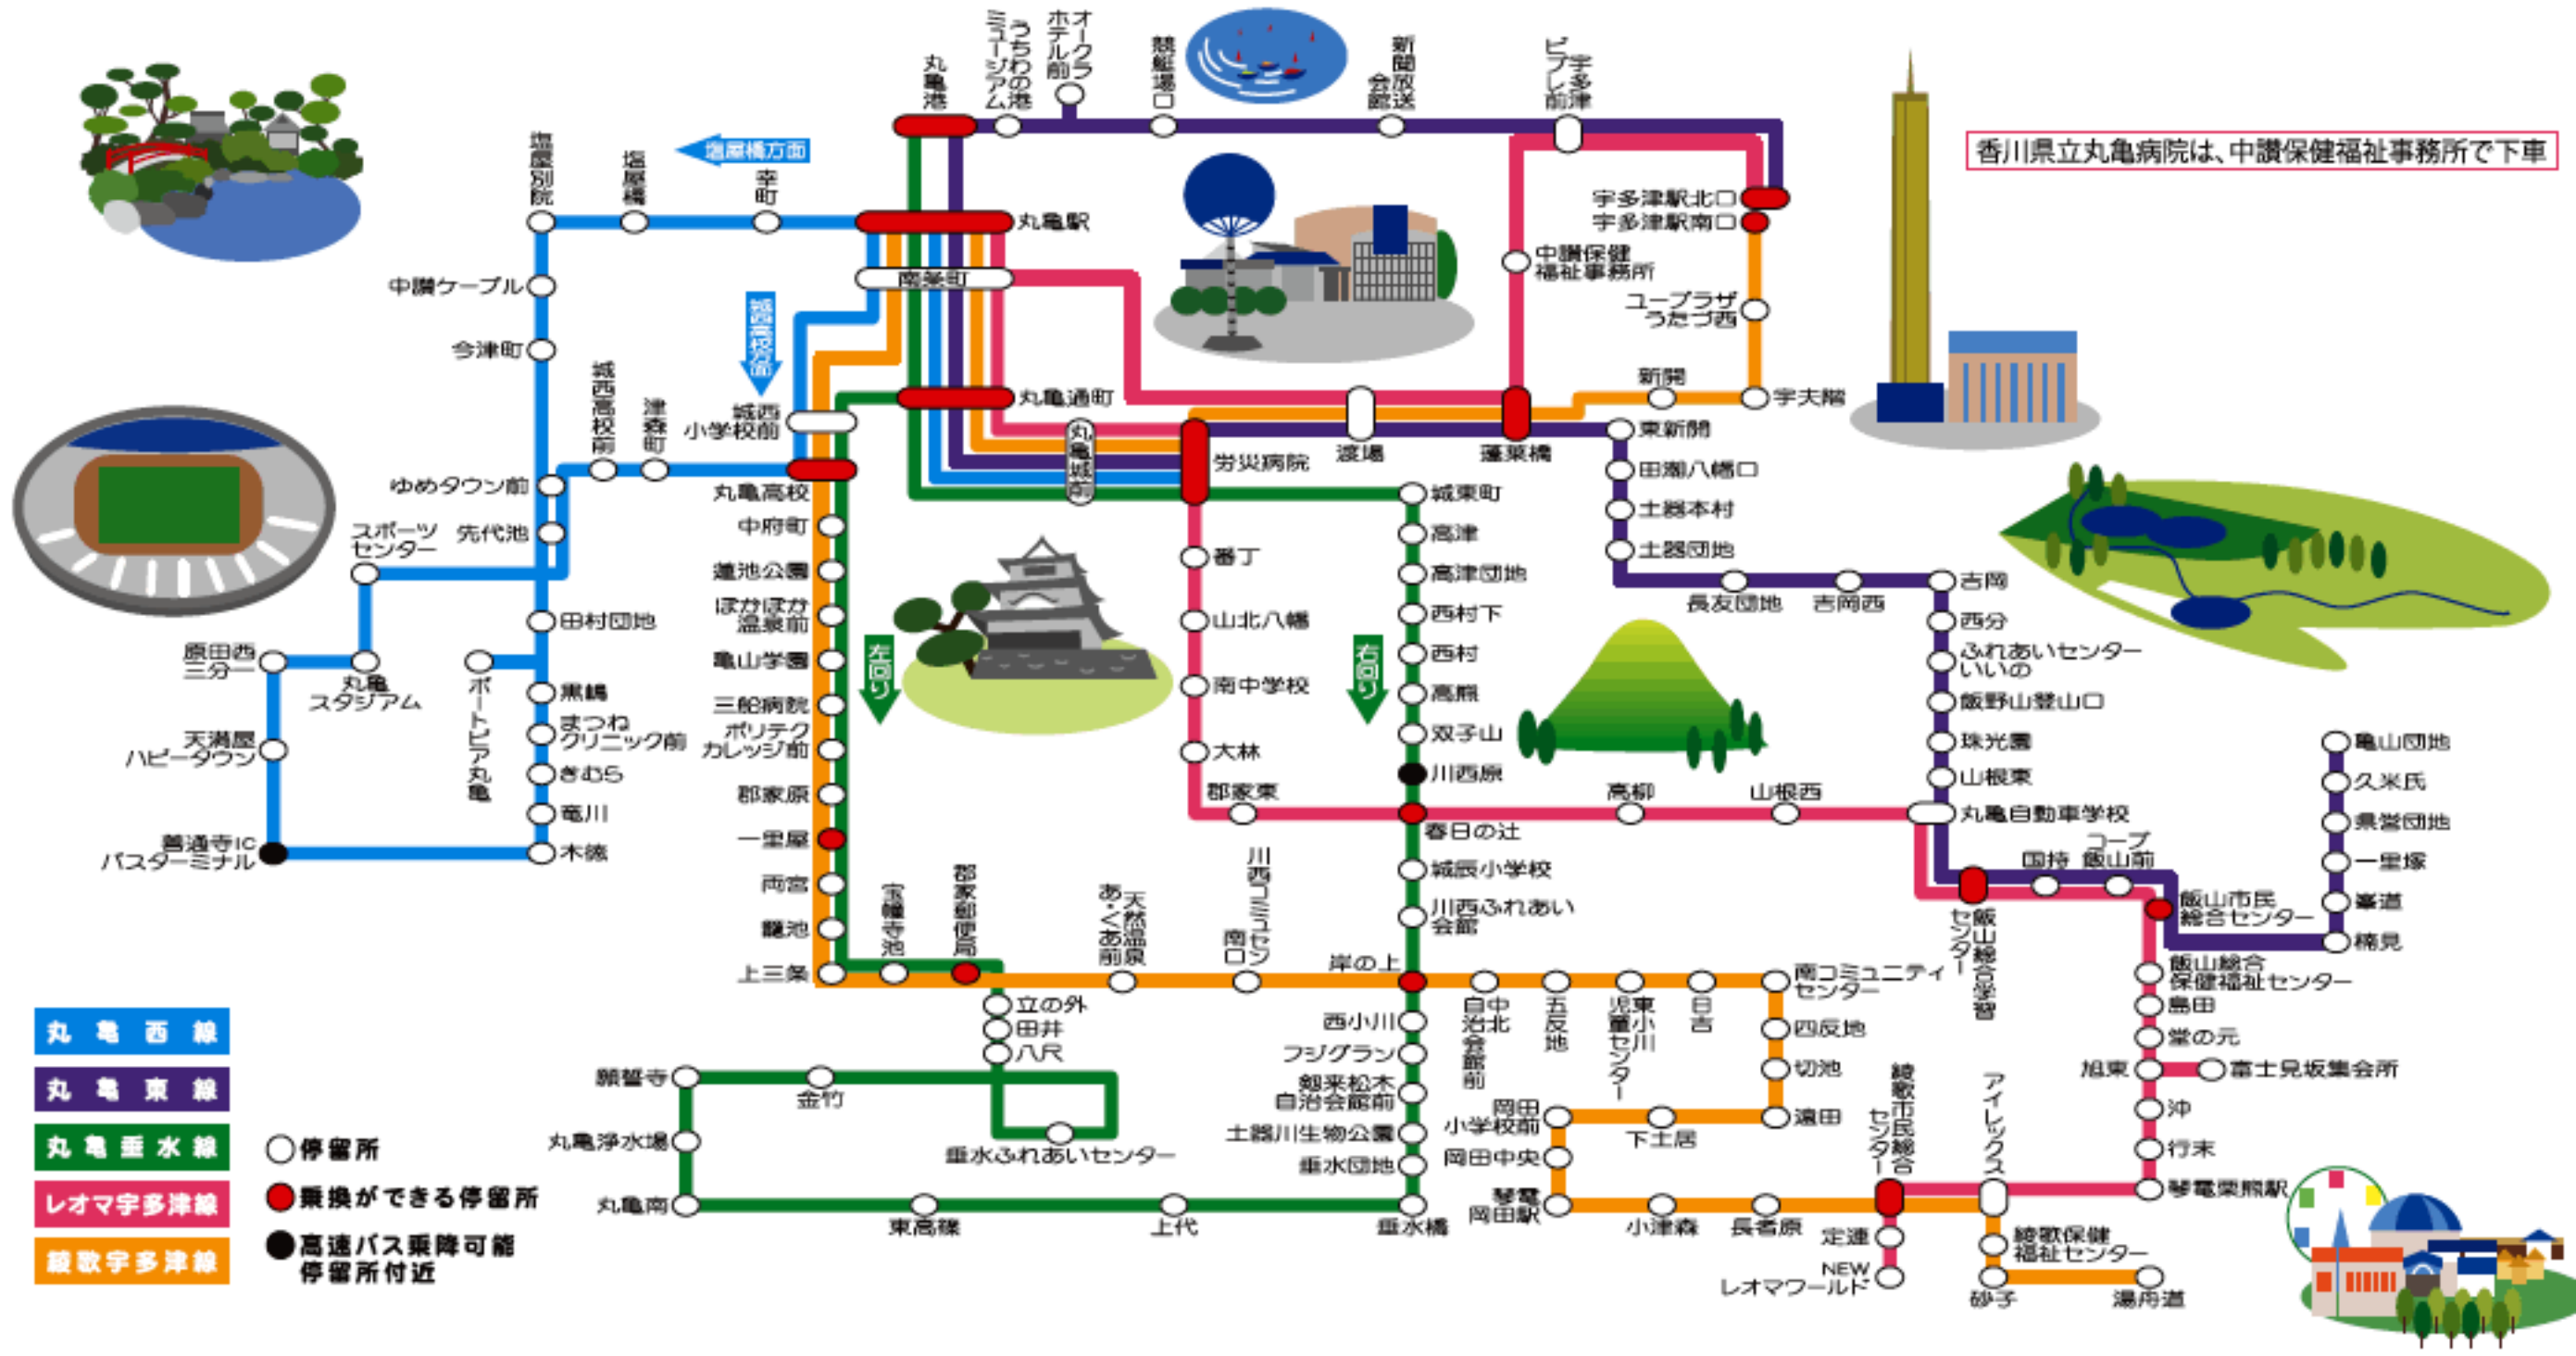 丸亀港
うちわの港
ミュージアム
オークラ
ホテル前
競艇場口
新聞放送
会館
宇多津
ビブレ前
香川県立丸亀病院は、中讃保健福祉事務所で下車
塩屋別院
塩屋橋
幸町
塩屋橋方面
丸亀駅
宇多津駅北口
宇多津駅南口
中讃ケーブル
南条町
中讃保健
福祉事務所
ユープラザ
うたづ西
今津町
城西高校方面
城西高校前
津森町
城西
小学校前
丸亀通町
新開
宇夫階
丸亀城前
労災病院
渡場
蓬莱橋
東新開
田潮八幡口
土器本村
土器団地
ゆめタウン前
先代池
スポーツ
センター
丸亀高校
中府町
蓮池公園
ぽかぽか
温泉前
亀山学園
三船病院
ポリテク
カレッジ前
郡家原
一里屋
両宮
龍池
上三条
城東町
高津
高津団地
西村下
西村
高熊
双子山
川西原
番丁
山北八幡
南中学校
大林
郡家東
左回り
右回り
長友団地
吉岡西
吉岡
西分
ふれあいセンター
いいの
飯野山登山口
珠光園
山根東
丸亀自動車学校
田村団地
原田西
三分一
丸亀
スタジアム
ボートピア丸亀
黒嶋
まつね
クリニック前
きむら
竜川
木徳
天満屋
ハピータウン
善通寺IC
バスターミナル
春日の辻
高柳
山根西
城辰小学校
川西ふれあい
会館
岸の上
亀山団地
久米氏
県営団地
一里塚
峯道
楠見
国持
コープ
飯山前
飯山市民
総合センター
飯山総合学習
センター
飯山総合
保健福祉センター
島田
堂の元
旭東
富士見坂集会所
沖
行末
琴電栗熊駅
宝幢寺池
郡家郵便局
天然温泉
あ・くあ前
川西コミュセン
南口
中北
自治会館前
五反地
東小川
児童センター
日吉
南コミュニティ
センター
四反地
切池
遠田
立の外
田井
八尺
西小川
フジグラン
剱来松木
自治会館前
土器川生物公園
垂水団地
垂水橋
岡田
小学校前
下土居
岡田中央
琴電
岡田駅
小津森
長者原
綾歌市民総合
センター
アイレックス
定連
NEW
レオマワールド
綾歌保健
福祉センター
砂子
湯舟道
願誓寺
金竹
垂水ふれあいセンター
丸亀浄水場
丸亀南
東高篠
上代
丸亀西線
丸亀東線
丸亀垂水線
レオマ宇多津線
綾歌宇多津線
停留所
乗換ができる停留所
高速バス乗降可能
停留所付近